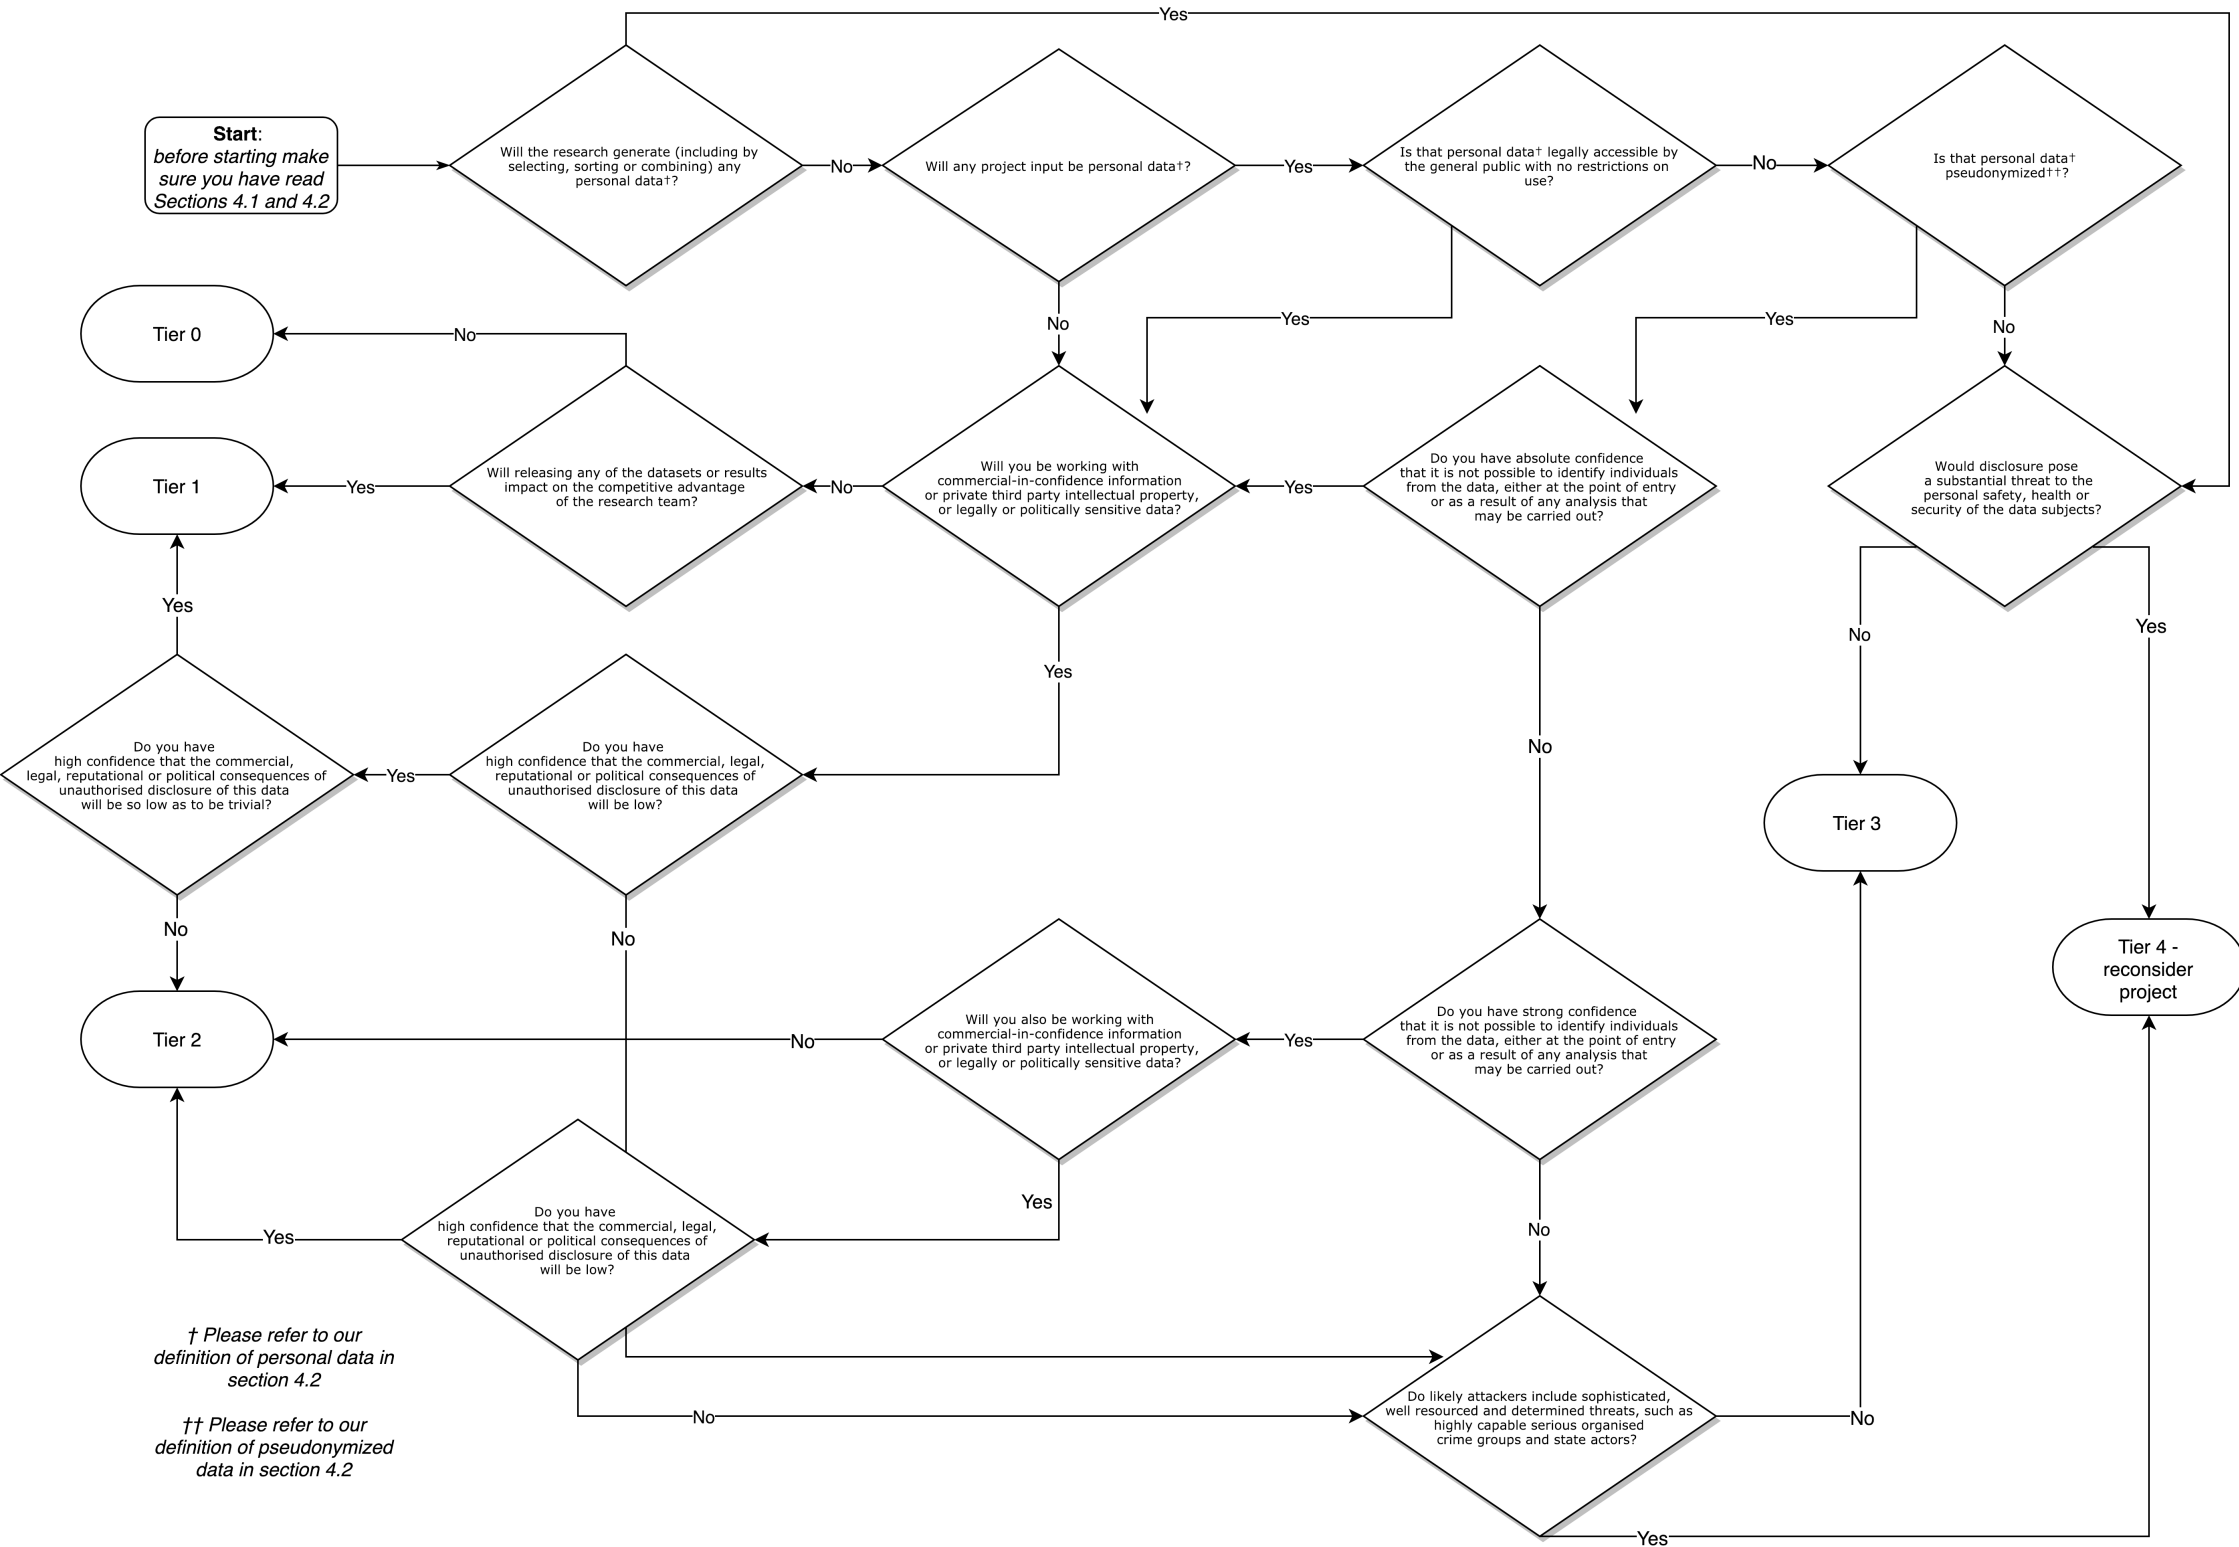 Yes
Start:
before starting make
sure you have read
Sections 4.1 and 4.2
Will the research generate (including by
selecting, sorting or combining) any
personal data†?
No
Will any project input be personal data†?
Yes
Is that personal data† legally accessible by
the general public with no restrictions on
use?
No
Is that personal data†
pseudonymized††?
Tier 0
No
No
Yes
Yes
No
Tier 1
Yes
Will releasing any of the datasets or results
impact on the competitive advantage
of the research team?
No
Will you be working with
commercial-in-confidence information
or private third party intellectual property,
or legally or politically sensitive data?
Yes
Do you have absolute confidence
that it is not possible to identify individuals
from the data, either at the point of entry
or as a result of any analysis that
may be carried out?
Would disclosure pose
a substantial threat to the
personal safety, health or
security of the data subjects?
Yes
Yes
No
No
Yes
Do you have
high confidence that the commercial,
legal, reputational or political consequences of
unauthorised disclosure of this data
will be so low as to be trivial?
Yes
Do you have
high confidence that the commercial, legal,
reputational or political consequences of
unauthorised disclosure of this data
will be low?
Tier 3
No
No
Tier 4 -
reconsider
project
Tier 2
No
Will you also be working with
commercial-in-confidence information
or private third party intellectual property,
or legally or politically sensitive data?
Yes
Do you have strong confidence
that it is not possible to identify individuals
from the data, either at the point of entry
or as a result of any analysis that
may be carried out?
Yes
No
Yes
Do you have
high confidence that the commercial, legal,
reputational or political consequences of
unauthorised disclosure of this data
will be low?
† Please refer to our
definition of personal data in
section 4.2
†† Please refer to our
definition of pseudonymized
data in section 4.2
No
Do likely attackers include sophisticated,
well resourced and determined threats, such as
highly capable serious organised
crime groups and state actors?
No
Yes